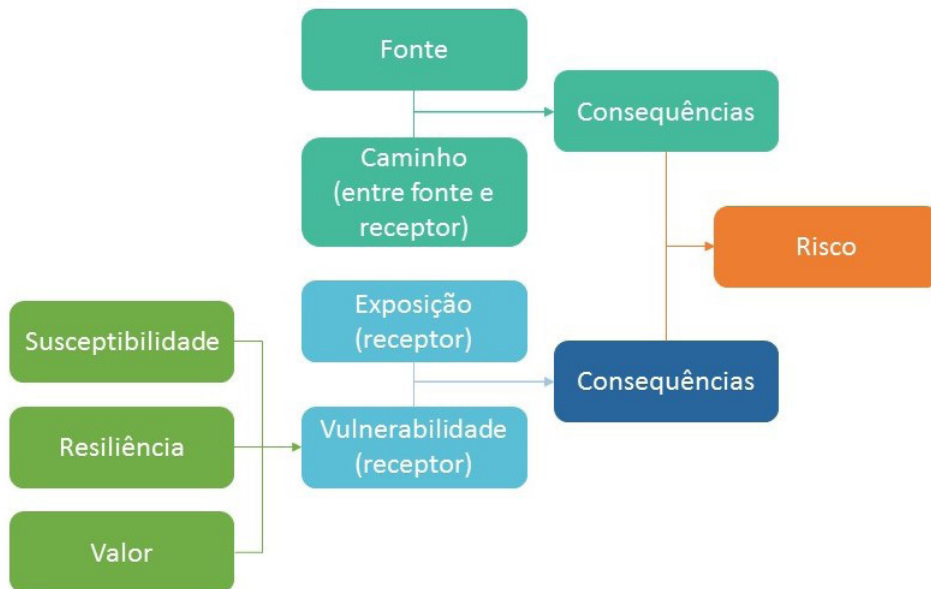 Fonte
Consequências
Caminho
(entre fonte e
receptor)
Risco
Exposição
(receptor)
Susceptibilidade
Consequências
Resiliência
Vulnerabilidade
(receptor)
Valor